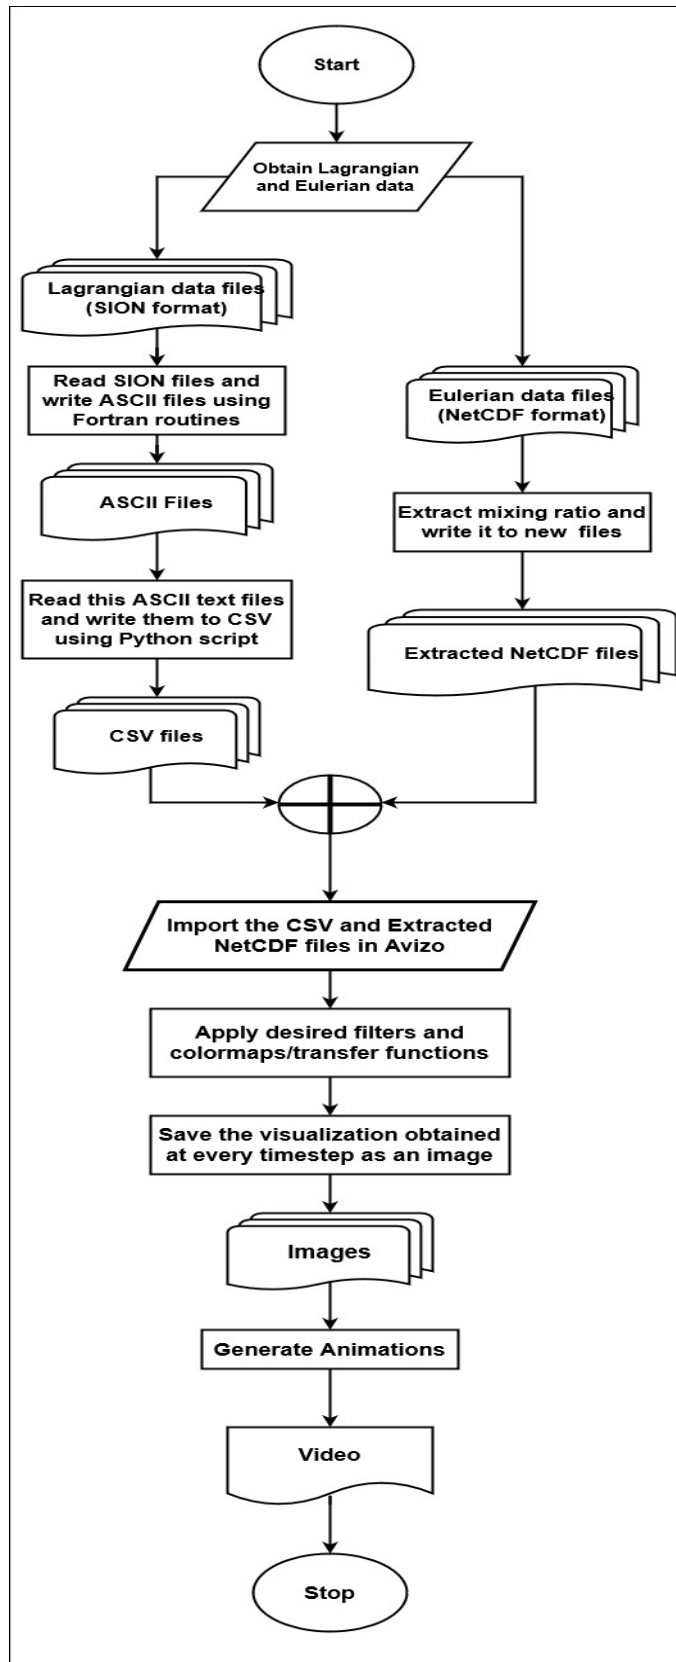 Start
Obtain Lagrangian
and Eulerian data
Lagrangian data files
(SION format)
Read SION files and
write ASCII files using
Fortran routines
ASCII Files
Read this ASCII text files
and write them to CSV
using Python script
CSV files
Eulerian data files
(NetCDF format)
Extract mixing ratio and
write it to new files
Extracted NetCDF files
Import the CSV and Extracted
NetCDF files in Avizo
Apply desired filters and
colormaps/transfer functions
Save the visualization obtained
at every timestep as an image
Images
Generate Animations
Video
Stop